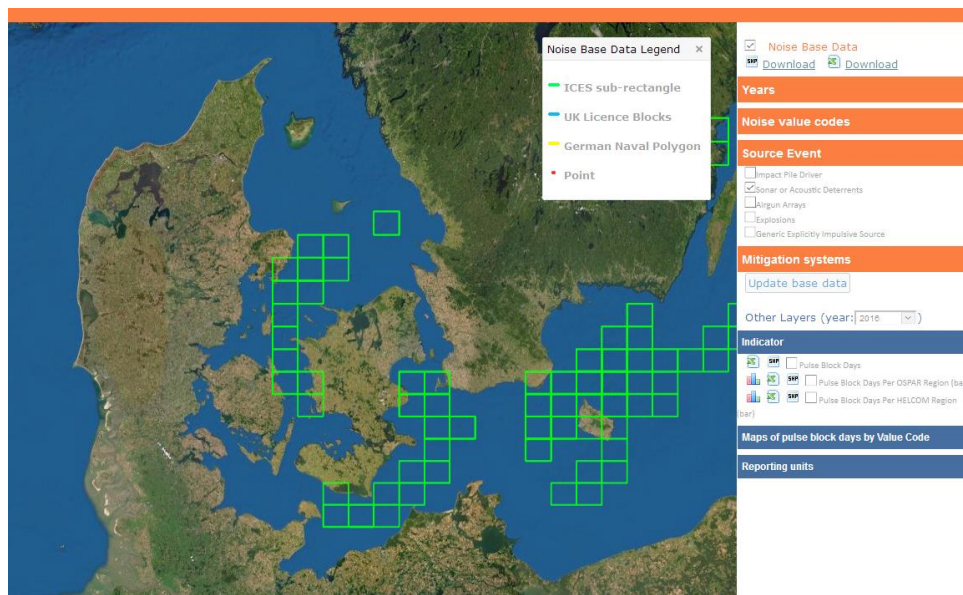 Noise Base Data Legend ×
ICES sub-rectangle
UK Licence Blocks
German Naval Polygon
Point
Noise Base Data
SHP Download Download
Years
Noise value codes
Source Event
Impact Pile Driver
Sonar or Acoustic Deterrents
Airgun Arrays
Explosions
Generic Explicitly Impulsive Source
Mitigation systems
Update base data
Other Layers (year: 2016 )
Indicator
SHP Pulse Block Days
SHP Pulse Block Days Per OSPAR Region (ba
SHP Pulse Block Days Per HELCOM Region
(bar)
Maps of pulse block days by Value Code
Reporting units